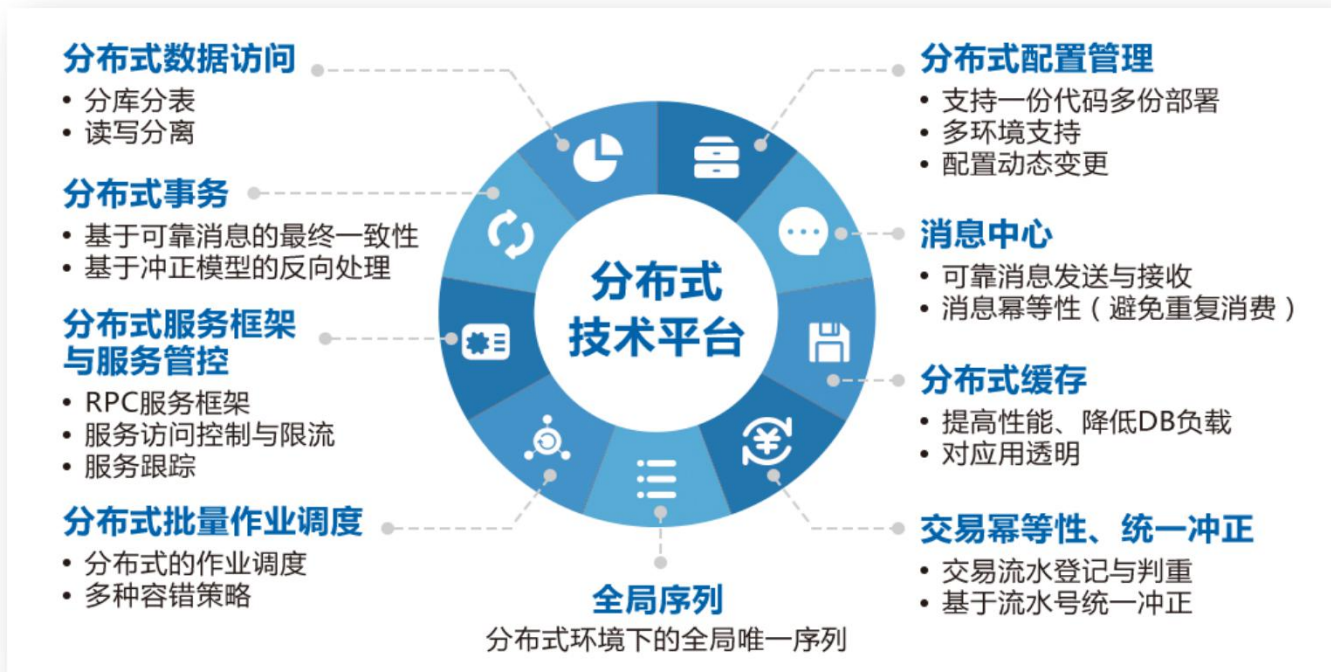 分布式数据访问
• 分库分表
• 读写分离
分布式事务
• 基于可靠消息的最终一致性
• 基于冲正模型的反向处理
分布式服务框架
与服务管控
• RPC服务框架
• 服务访问控制与限流
• 服务跟踪
分布式批量作业调度
• 分布式的作业调度
• 多种容错策略
分布式
技术平台
全局序列
分布式环境下的全局唯一序列
分布式配置管理
• 支持一份代码多份部署
• 多环境支持
• 配置动态变更
消息中心
• 可靠消息发送与接收
• 消息幂等性（避免重复消费）
分布式缓存
• 提高性能、降低DB负载
• 对应用透明
¥
交易幂等性、统一冲正
• 交易流水登记与判重
• 基于流水号统一冲正